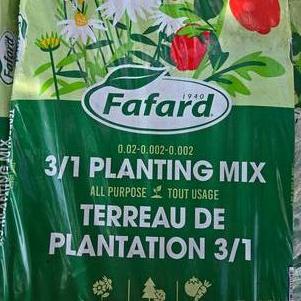 1940
Fafard
0.02-0.002-0.002
3/1 PLANTING MIX
ALL PURPOSE TOUT USAGE
TERREAU DE
PLANTATION 3/1